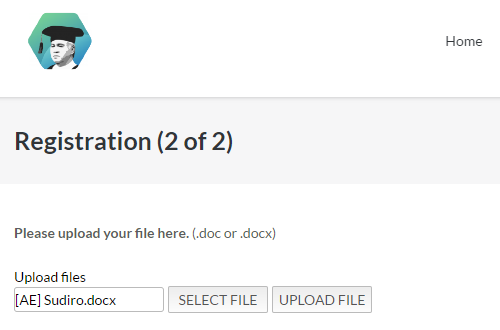 Home
Registration (2 of 2)
Please upload your file here. (.doc or .docx)
Upload files
[AE] Sudiro.docx SELECT FILE UPLOAD FILE